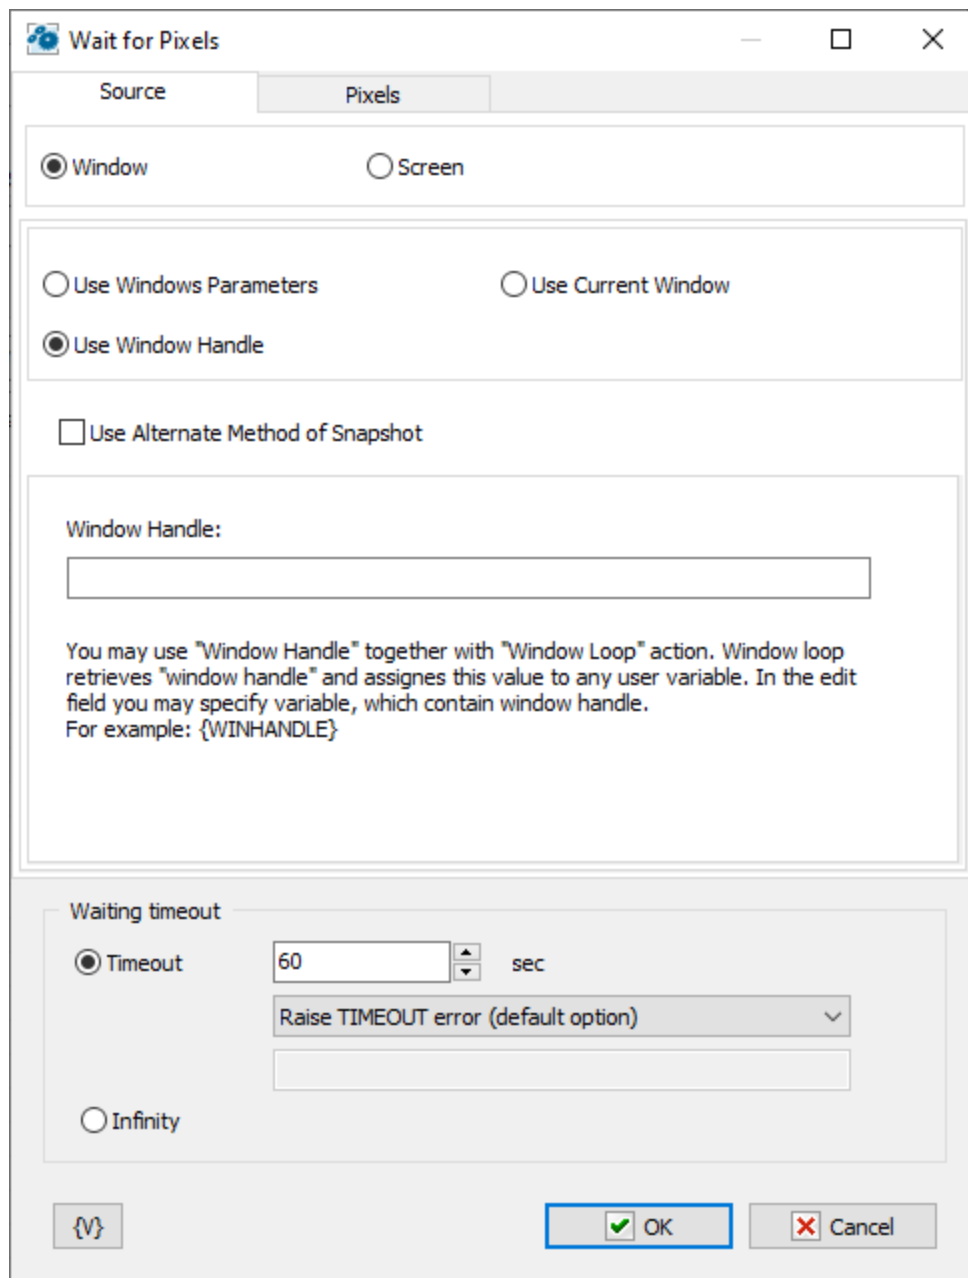 Wait for Pixels
Source
Pixels
Window
Screen
Use Windows Parameters
Use Current Window
Use Window Handle
Use Alternate Method of Snapshot
Window Handle:
You may use "Window Handle" together with "Window Loop" action. Window loop
retrieves "window handle" and assignes this value to any user variable. In the edit
field you may specify variable, which contain window handle.
For example: {WINHANDLE}
Waiting timeout
Timeout
60
sec
Raise TIMEOUT error (default option)
Infinity
{V}
OK
Cancel